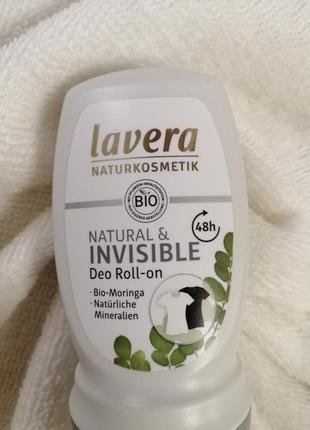 lavera
NATURKOSMETIK
BIO
NATURAL &
INVISIBLE
48h
Deo Roll-on
· Bio-Moringa
· Natürliche
Mineralien